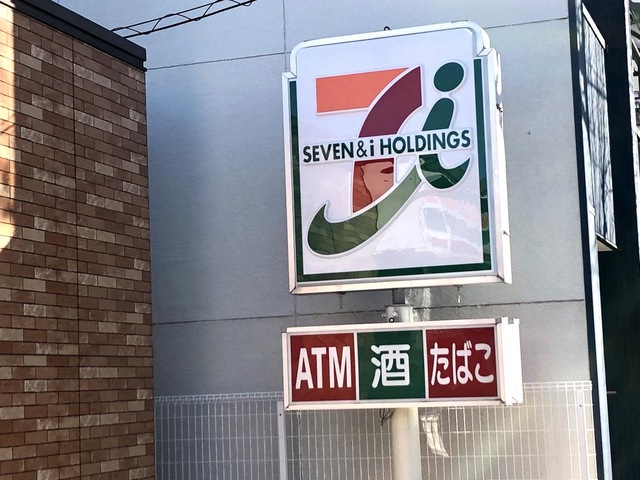 SEVEN & i HOLDINGS
ATM 酒 たばこ